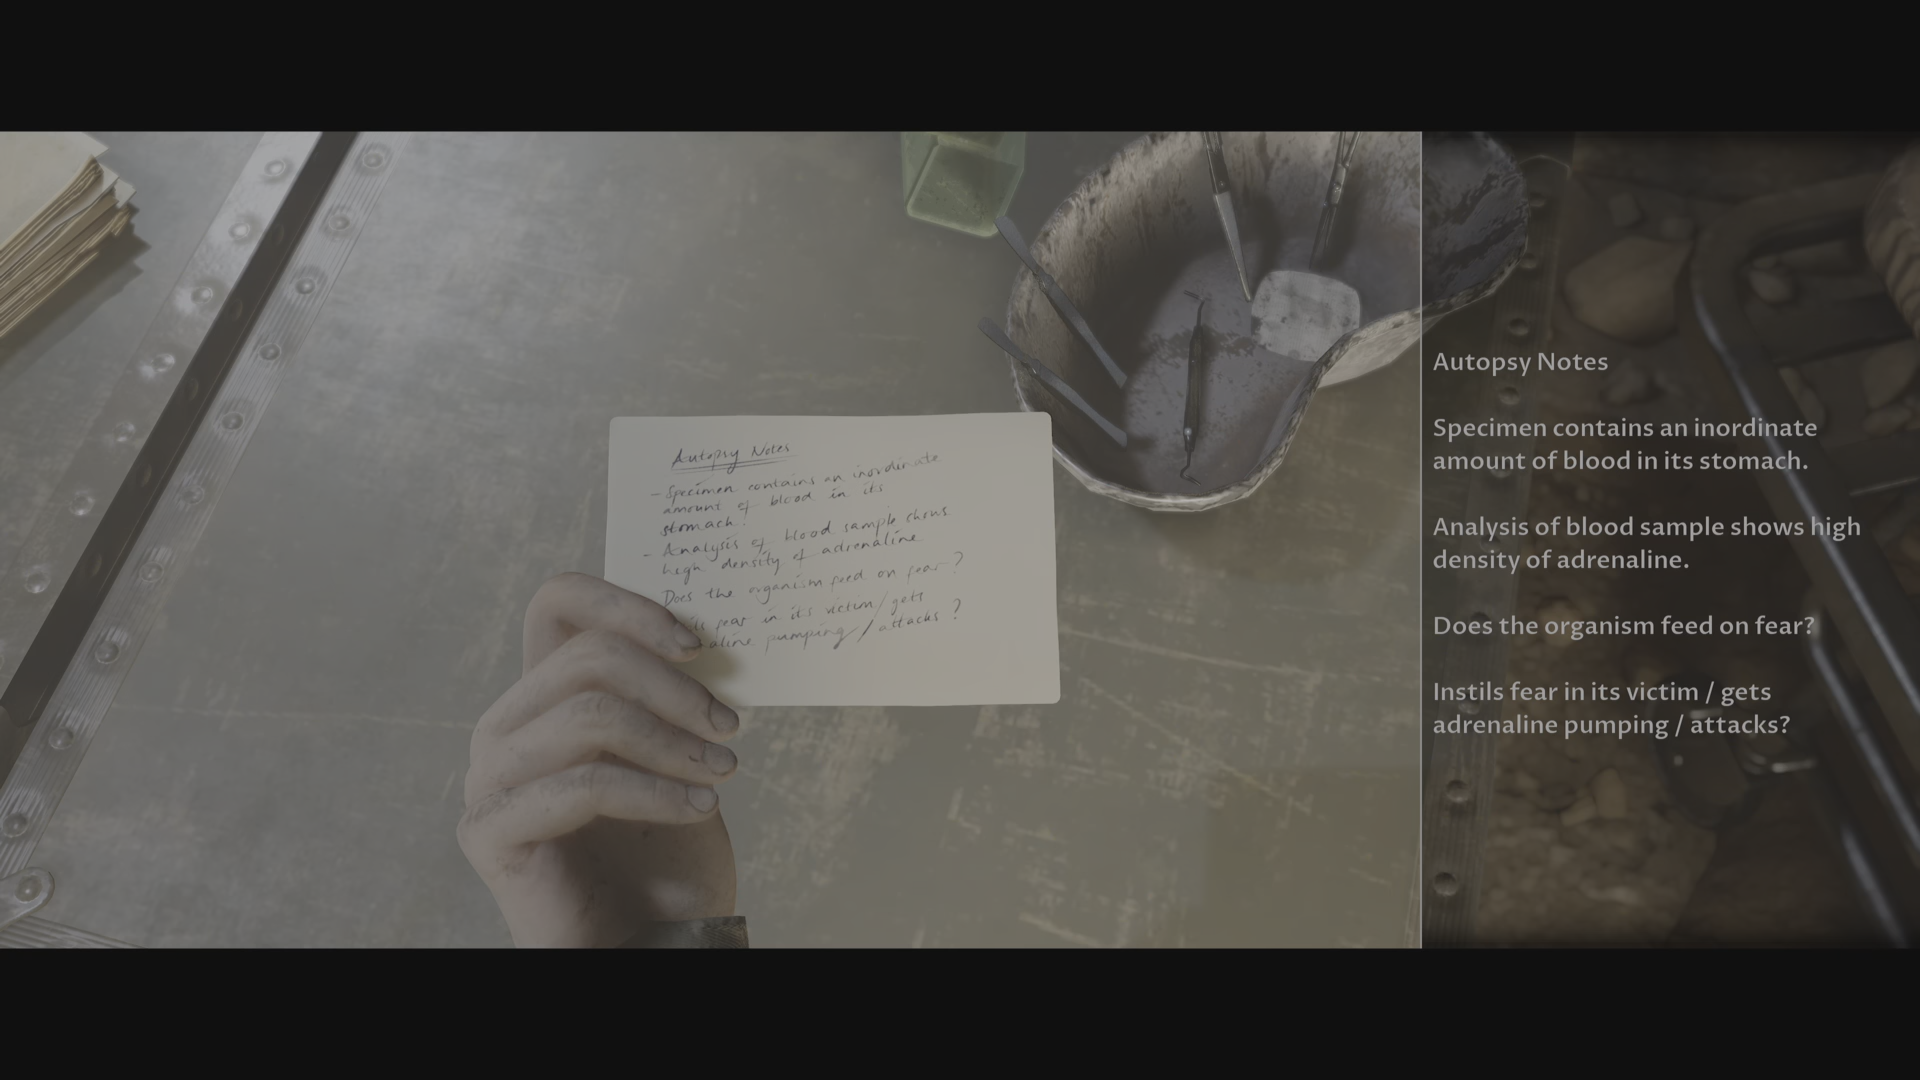 Autopsy Notes
- Specimen contains an inordinate
amount of blood in its
stomach.
- Analysis of blood sample shows
high density of adrenaline
Does the organism feed on fear?
ils fear in its victim/gets
aline pumping / attacks?
Autopsy Notes
Specimen contains an inordinate
amount of blood in its stomach.
Analysis of blood sample shows high
density of adrenaline.
Does the organism feed on fear?
Instils fear in its victim / gets
adrenaline pumping / attacks?